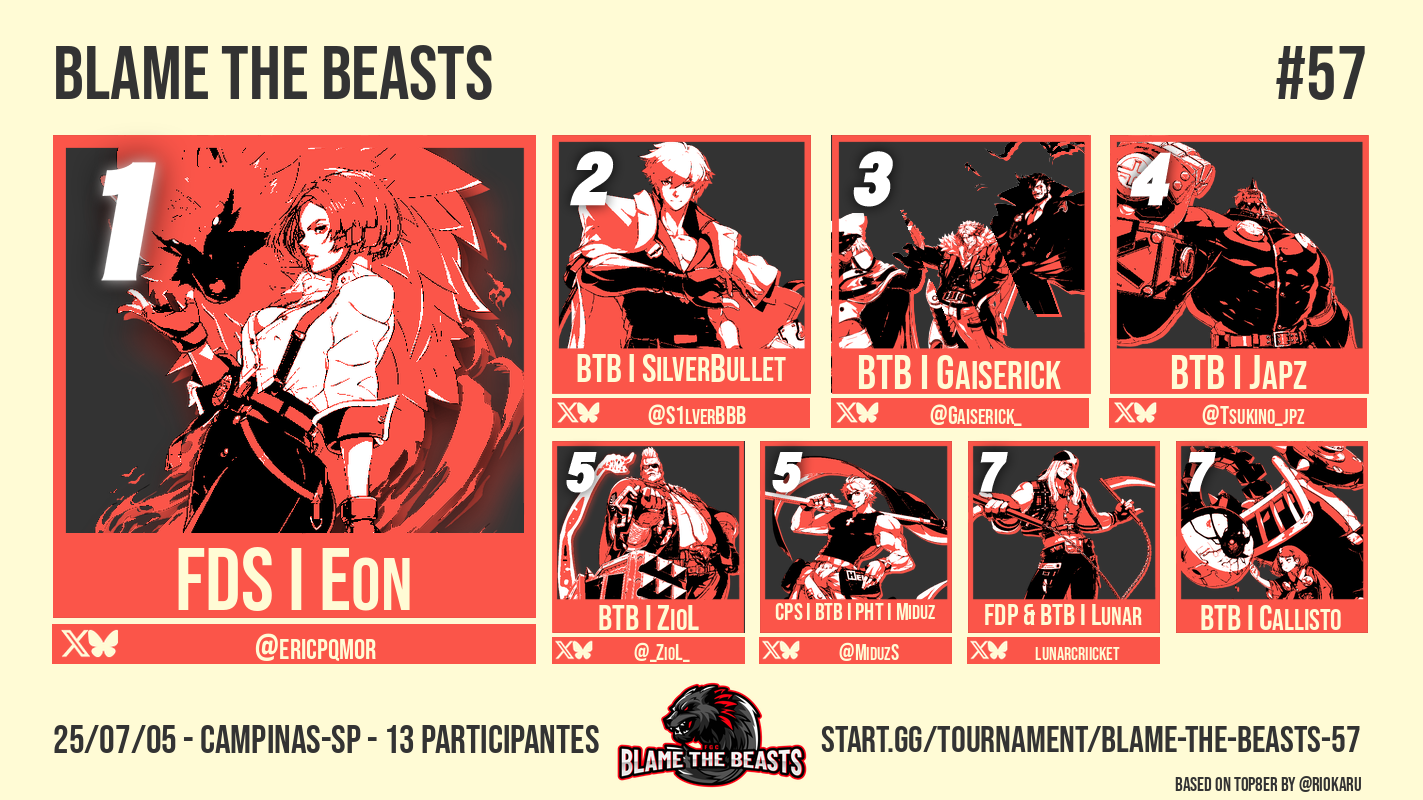 BLAME THE BEASTS
#57
1
FDS | EON
@ERICPQMOR
2
BTB | SILVERBULLET
@S1LVERBBB
3
BTB | GAISERICK
@GAISERICK_
4
BTB | JAPZ
@TSUKINO_JPZ
5
BTB | ZIOL
@_ZIOL_
5
CPS | BTB | PHT | MIDUZ
@MIDUZS
7
FDP & BTB | LUNAR
LUNARCRIICKET
7
BTB | CALLISTO
25/07/05 - CAMPINAS-SP - 13 PARTICIPANTES
BLAME THE BEASTS
START.GG/TOURNAMENT/BLAME-THE-BEASTS-57
BASED ON TOP8ER BY @RIOKARU